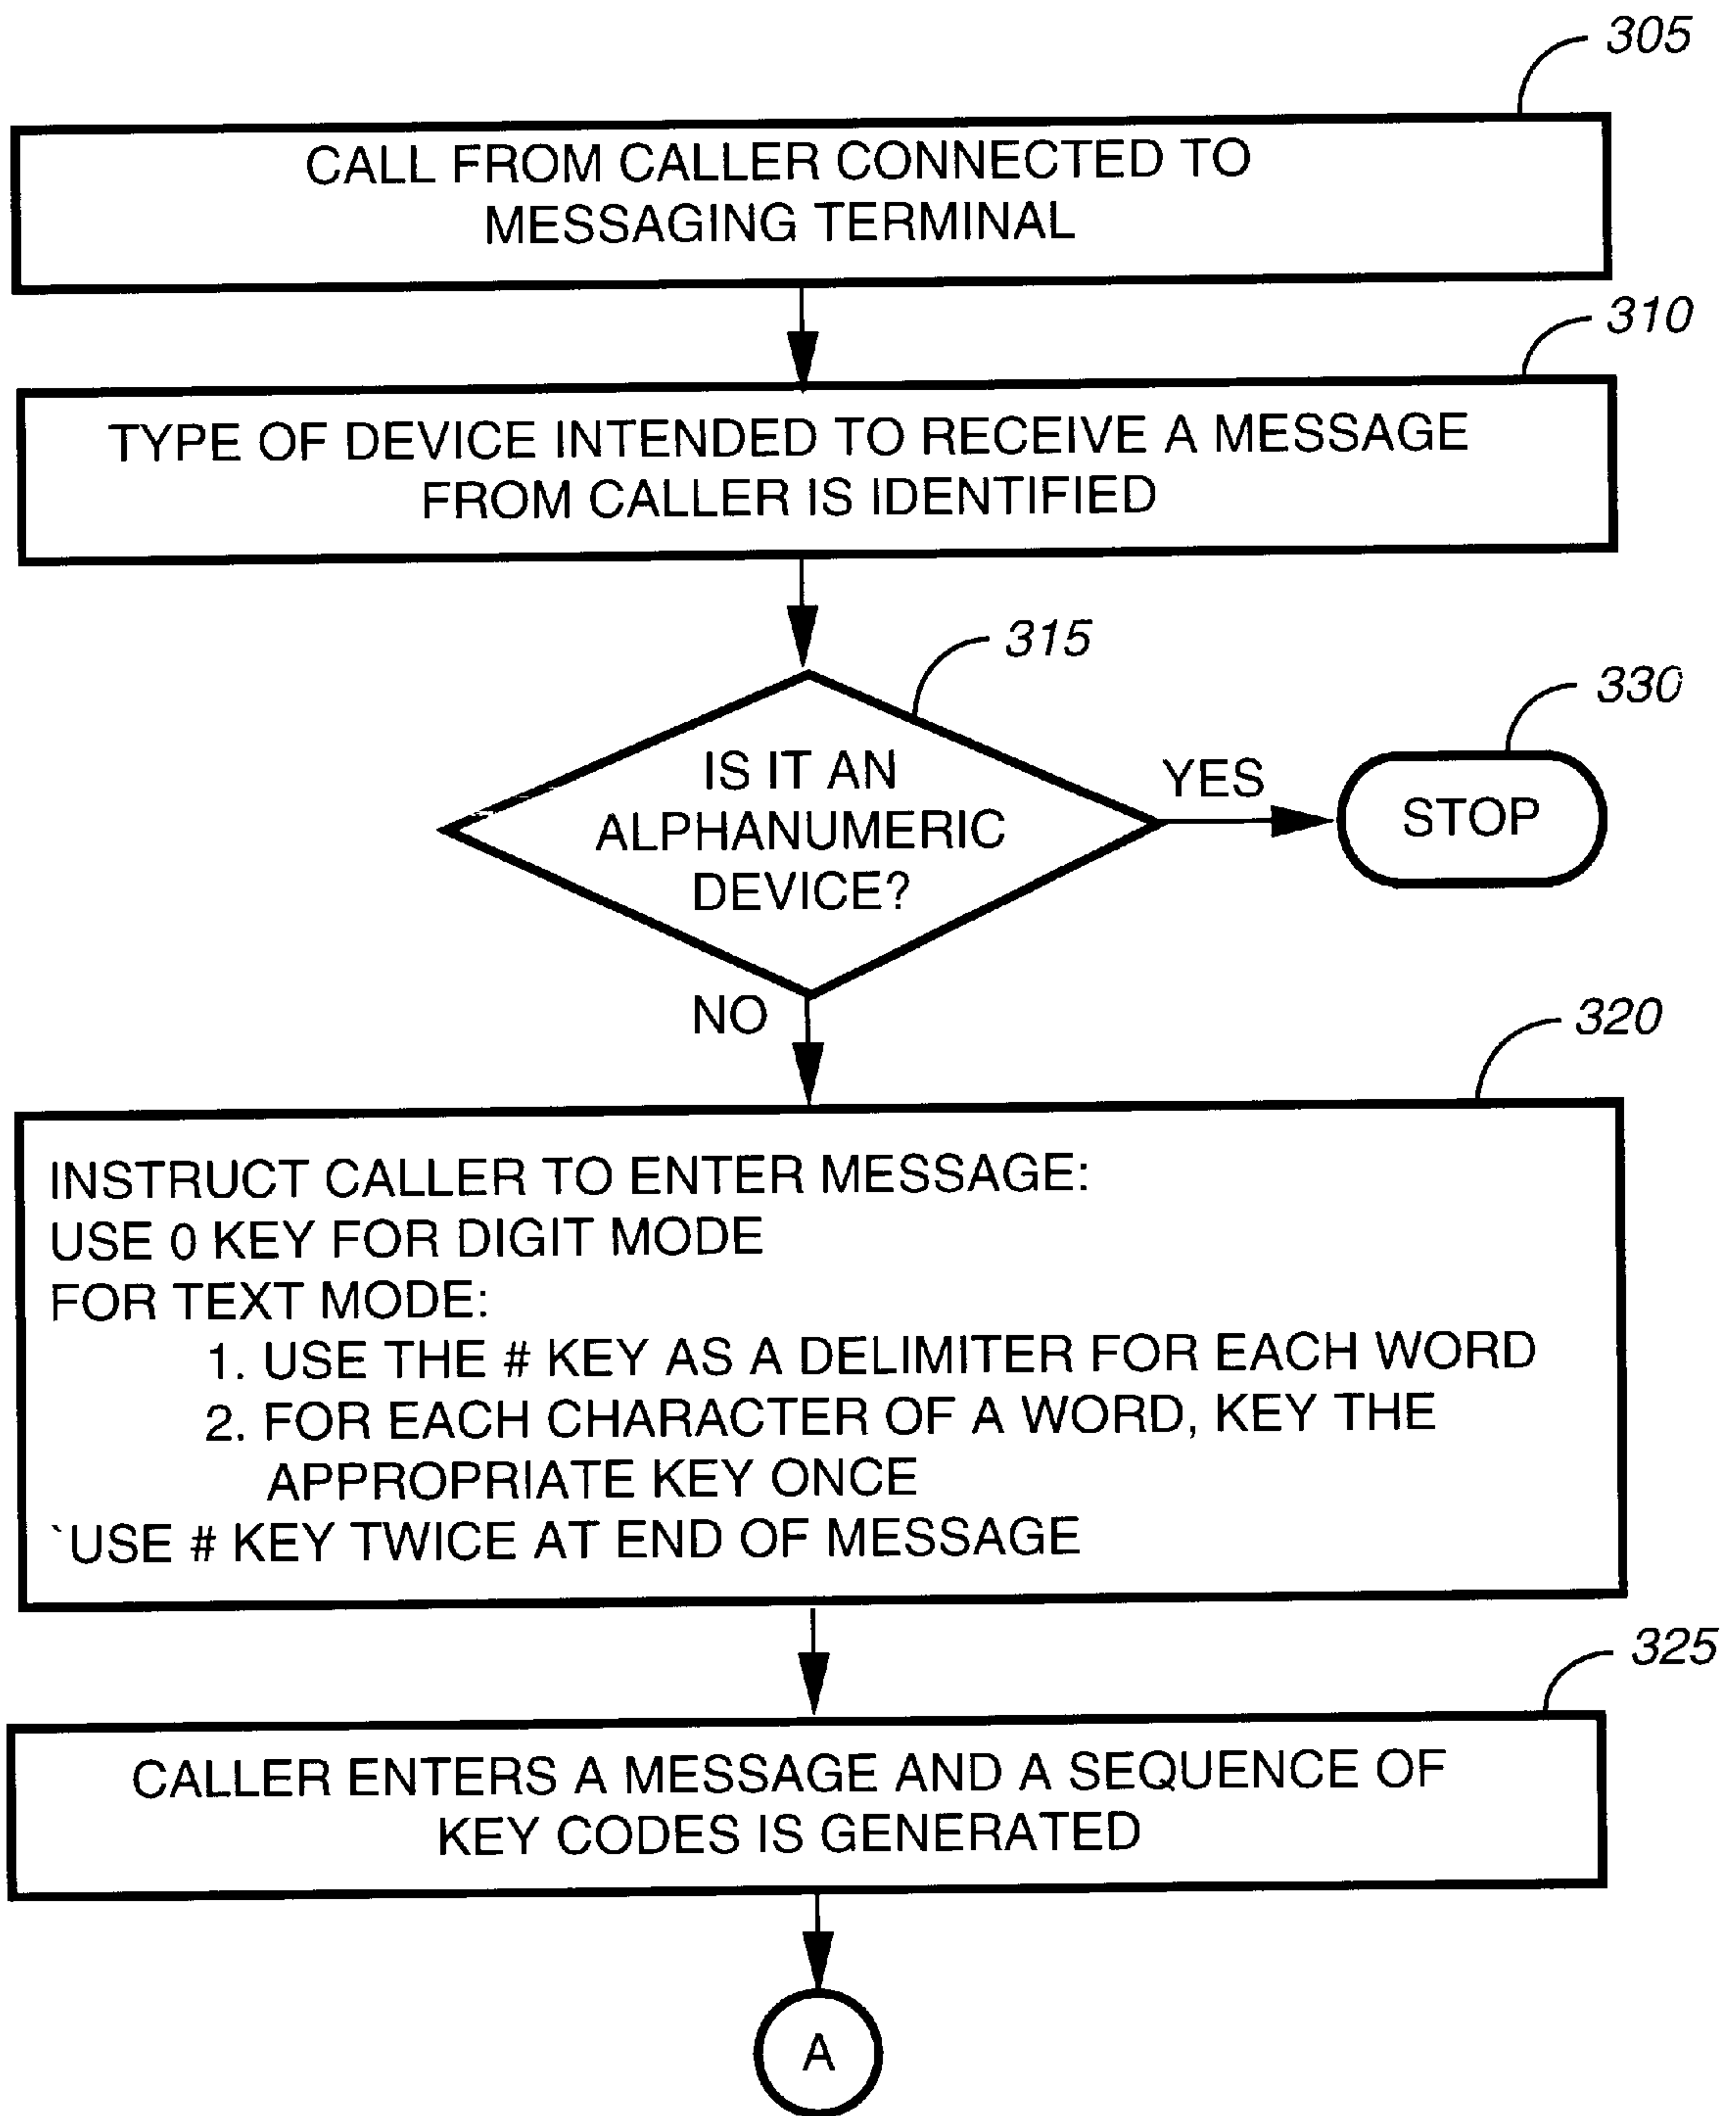 305
CALL FROM CALLER CONNECTED TO
MESSAGING TERMINAL
310
TYPE OF DEVICE INTENDED TO RECEIVE A MESSAGE
FROM CALLER IS IDENTIFIED
315
330
IS IT AN
ALPHANUMERIC
DEVICE?
YES
STOP
NO
320
INSTRUCT CALLER TO ENTER MESSAGE:
USE 0 KEY FOR DIGIT MODE
FOR TEXT MODE:
1. USE THE # KEY AS A DELIMITER FOR EACH WORD
2. FOR EACH CHARACTER OF A WORD, KEY THE
APPROPRIATE KEY ONCE
`USE # KEY TWICE AT END OF MESSAGE
325
CALLER ENTERS A MESSAGE AND A SEQUENCE OF
KEY CODES IS GENERATED
A